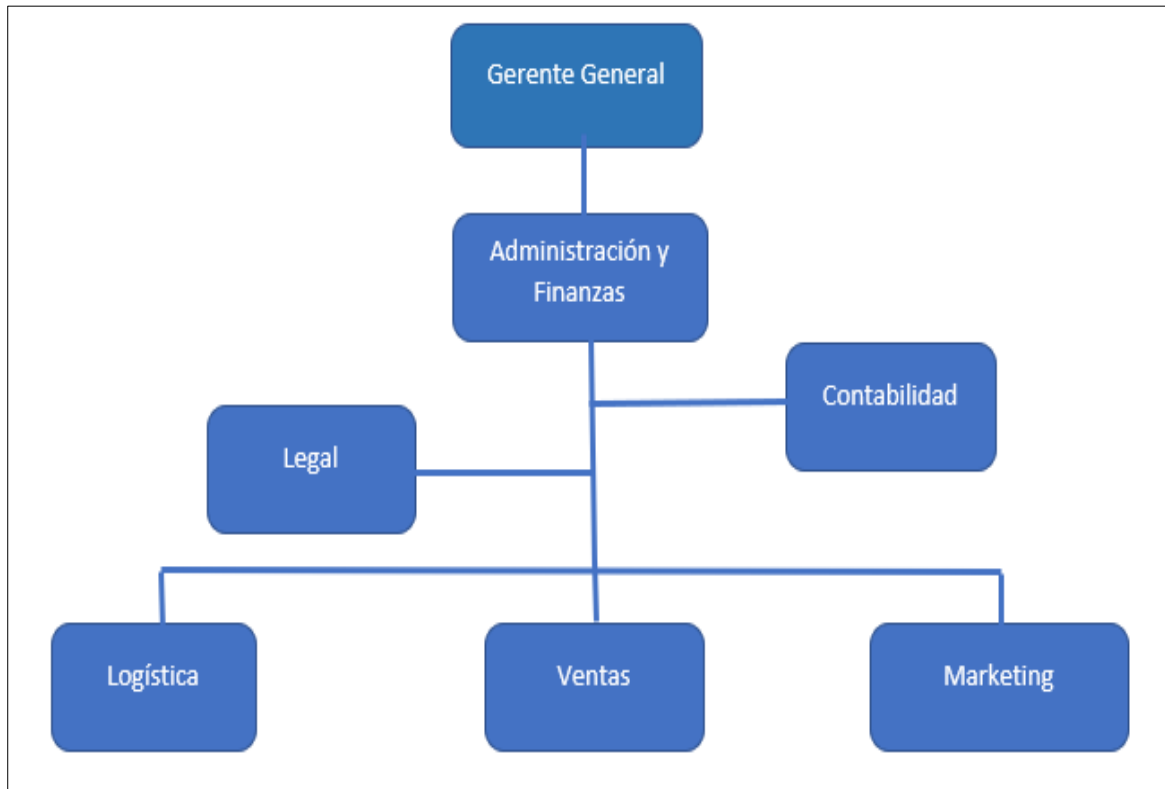 Gerente General
Administración y
Finanzas
Contabilidad
Legal
Logística
Ventas
Marketing